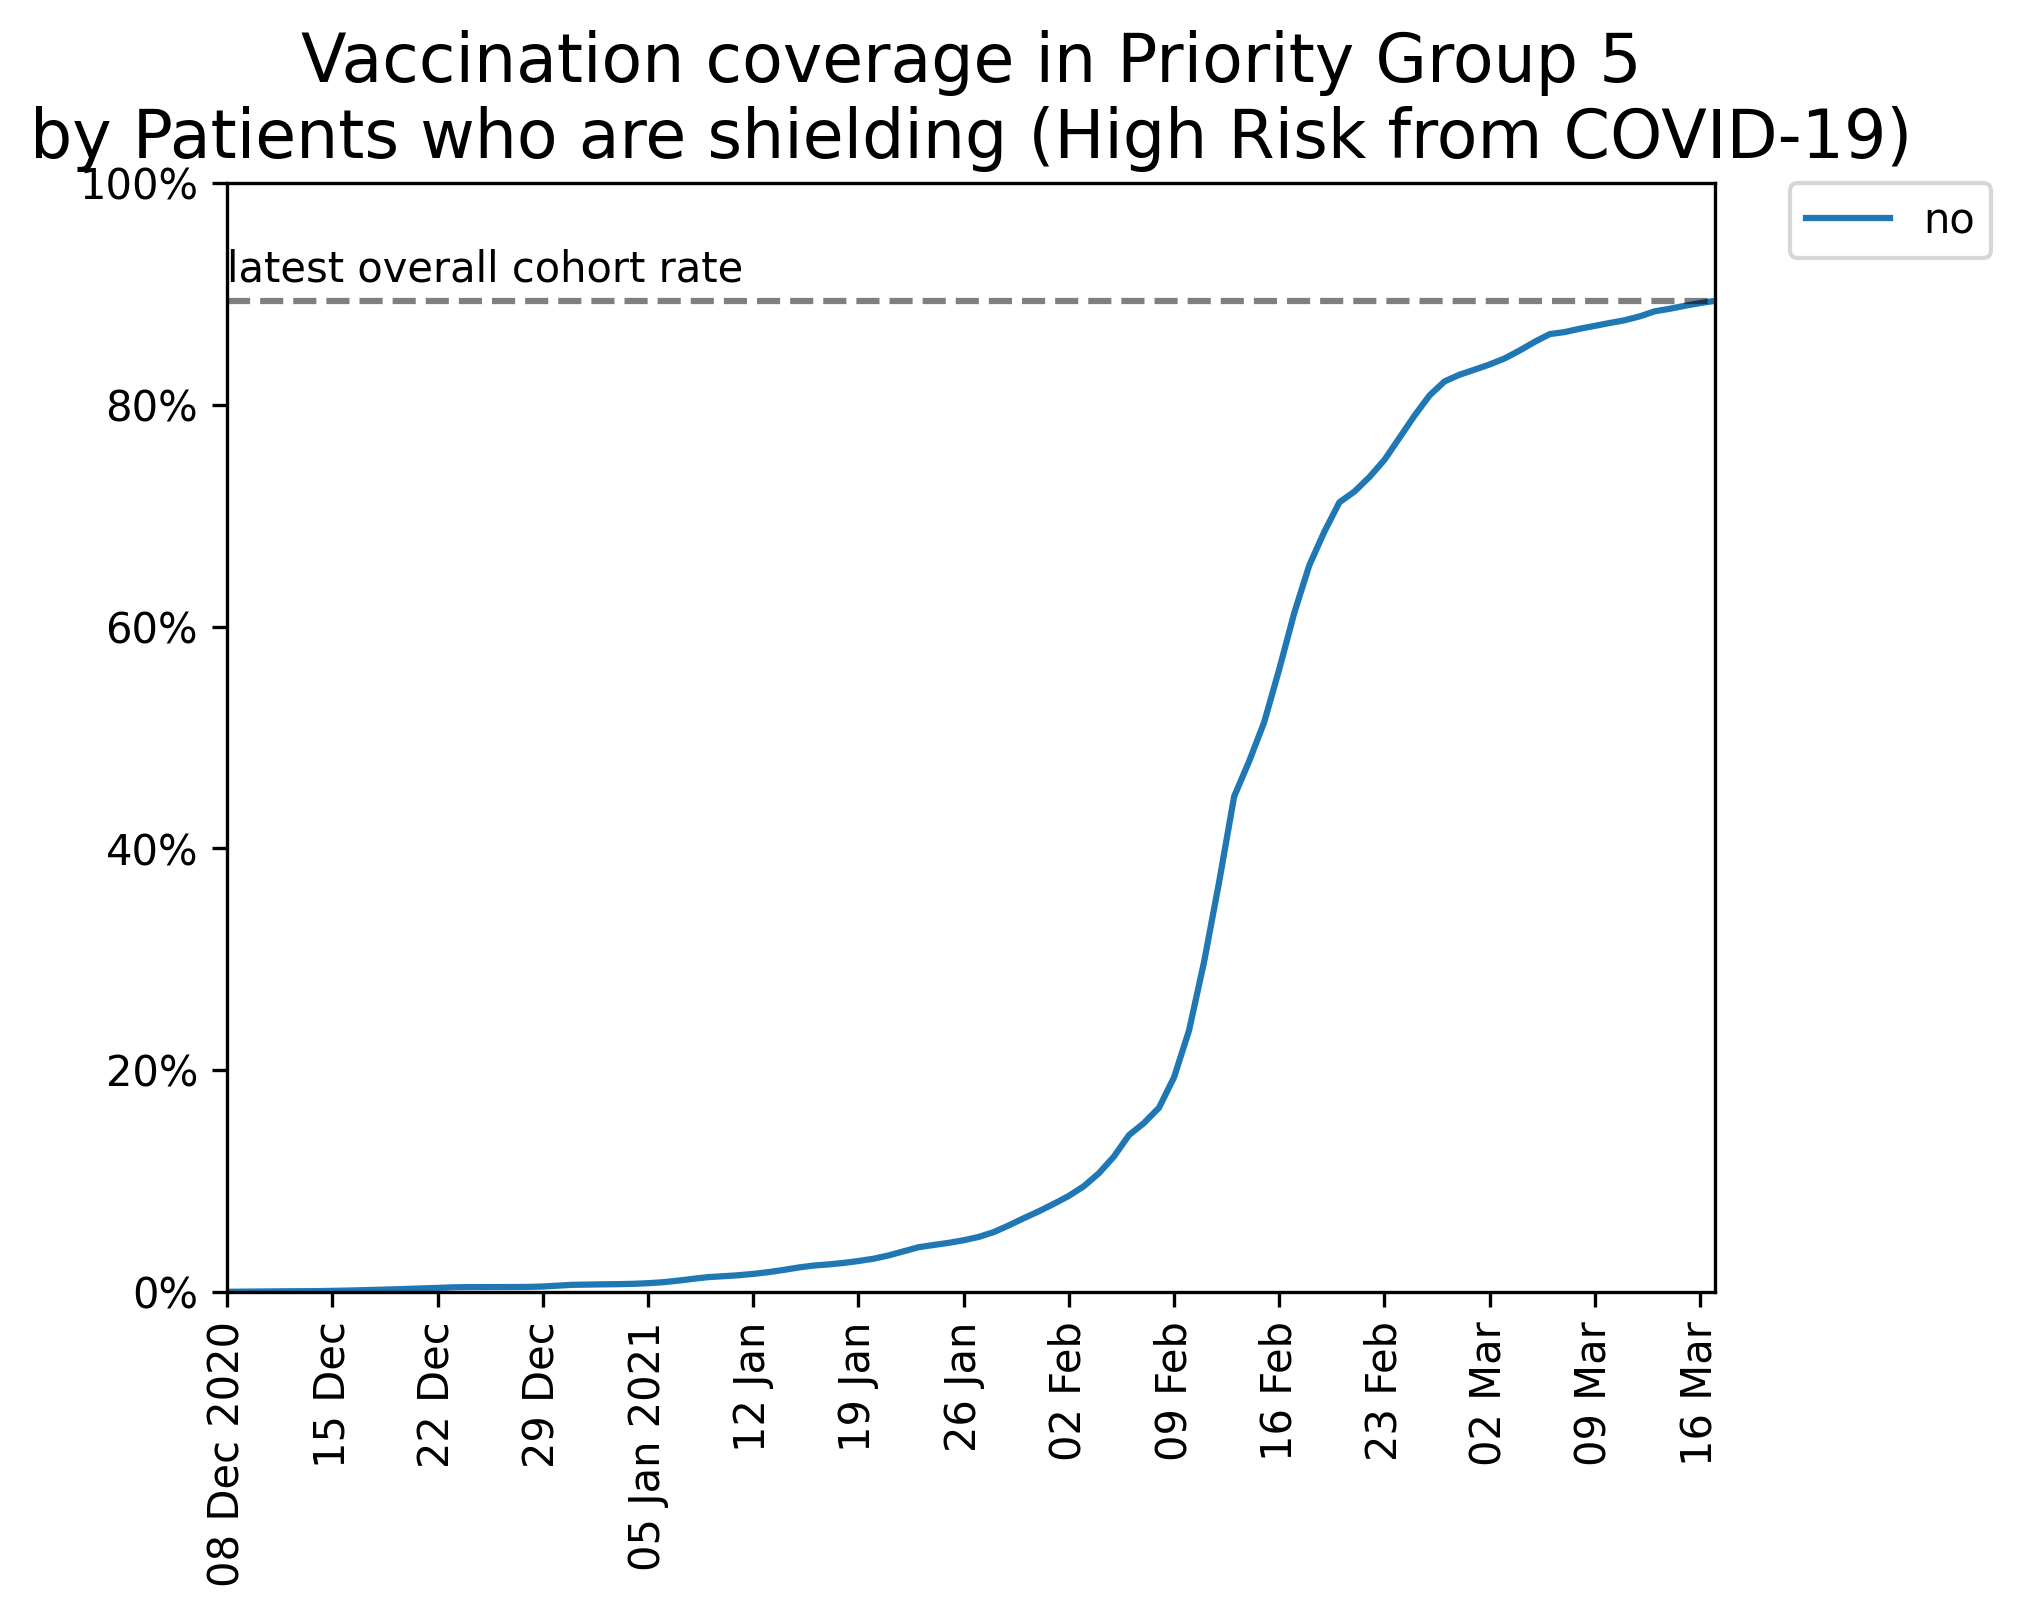 Vaccination coverage in Priority Group 5
by Patients who are shielding (High Risk from COVID-19)
100%
80%
60%
40%
20%
0%
latest overall cohort rate
no
08 Dec 2020
15 Dec
22 Dec
29 Dec
05 Jan 2021
12 Jan
19 Jan
26 Jan
02 Feb
09 Feb
16 Feb
23 Feb
02 Mar
09 Mar
16 Mar